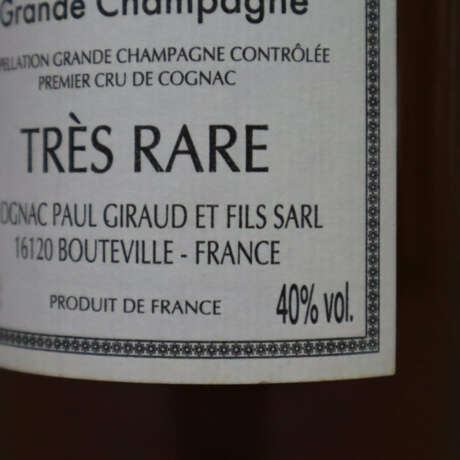 Grande Champagne
PELLATION GRANDE CHAMPAGNE CONTRÔLÉE
PREMIER CRU DE COGNAC
TRÈS RARE
OGNAC PAUL GIRAUD ET FILS SARL
16120 BOUTEVILLE - FRANCE
PRODUIT DE FRANCE 40% vol.